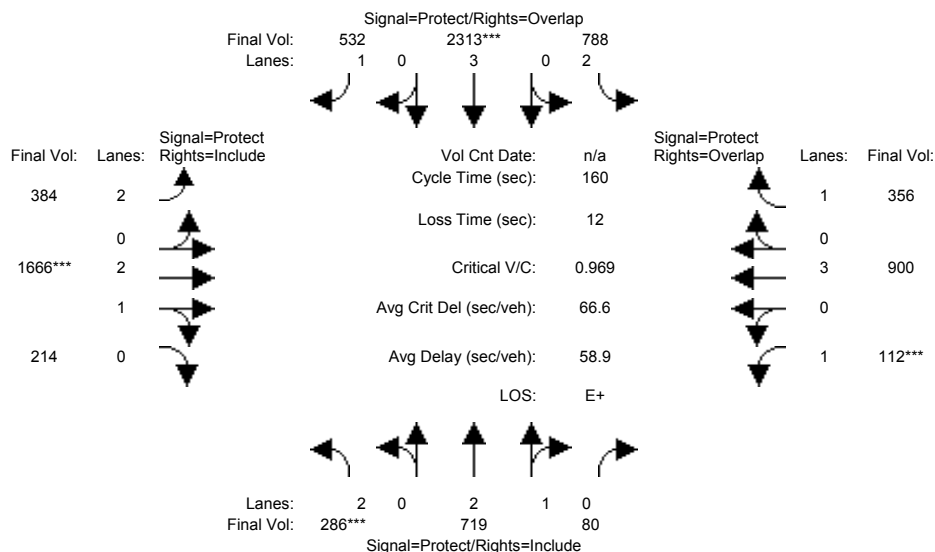 Signal=Protect/Rights=Overlap
Final Vol: 532 2313*** 788
Lanes: 1 0 3 0 2
Signal=Protect Signal=Protect
Final Vol: Lanes: Rights=Include Vol Cnt Date: n/a Rights=Overlap Lanes: Final Vol:
Cycle Time (sec): 160
384 2 1 356
Loss Time (sec): 12
0 0
1666*** 2 Critical V/C: 0.969 3 900
1 Avg Crit Del (sec/veh): 66.6 0
214 0 Avg Delay (sec/veh): 58.9 1 112***
LOS: E+
Lanes: 2 0 2 1 0
Final Vol: 286*** 719 80
Signal=Protect/Rights=Include